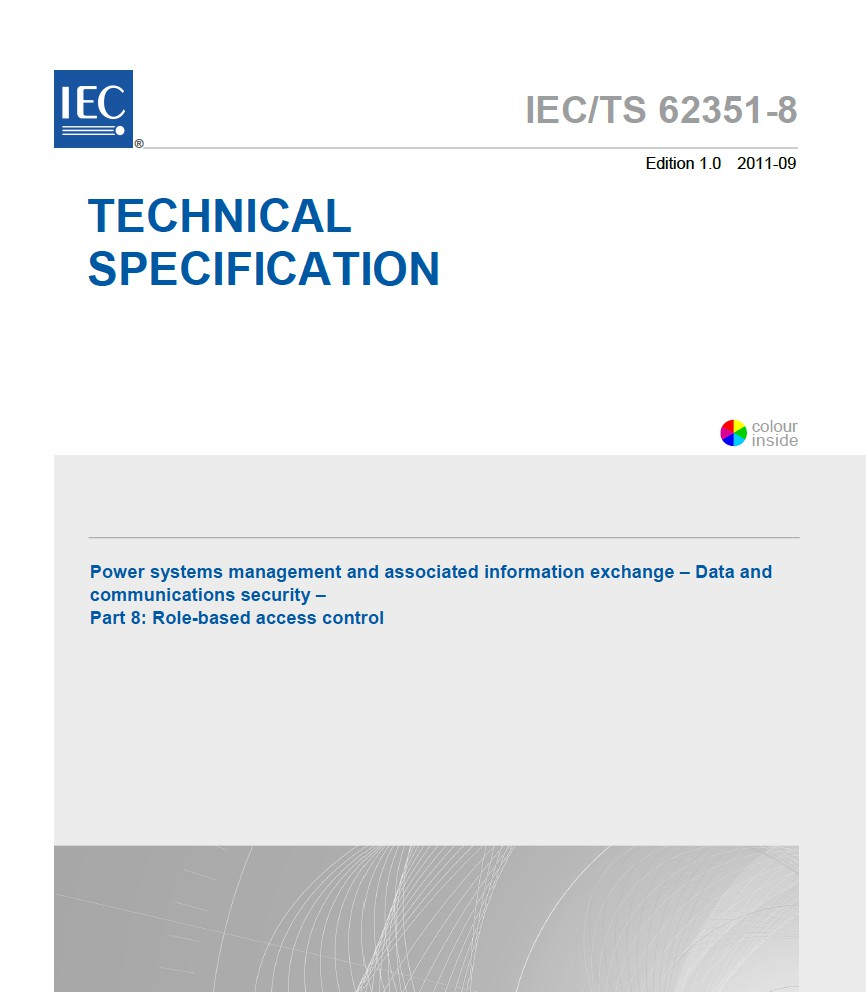 IEC
®
IEC/TS 62351-8
Edition 1.0 2011-09
TECHNICAL
SPECIFICATION
colour
inside
Power systems management and associated information exchange – Data and
communications security –
Part 8: Role-based access control